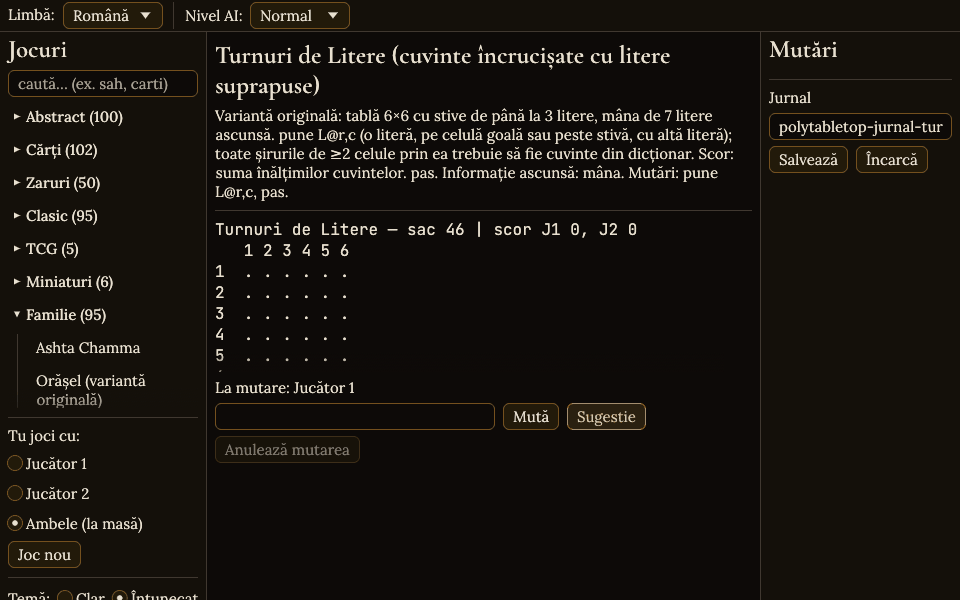 Limbă: Română ▼ Nivel AI: Normal ▼
Jocuri
caută... (ex. sah, carti)
▸ Abstract (100)
▸ Cărți (102)
▸ Zaruri (50)
▸ Clasic (95)
▸ TCG (5)
▸ Miniaturi (6)
▾ Familie (95)
Ashta Chamma
Orășel (variantă
originală)
Tu joci cu:
Jucător 1
Jucător 2
Ambele (la masă)
Joc nou
Temă: Clar Întunecat
Turnuri de Litere (cuvinte încrucișate cu litere
suprapuse)
Variantă originală: tablă 6×6 cu stive de până la 3 litere, mâna de 7 litere
ascunsă. pune L@r,c (o literă, pe celulă goală sau peste stivă, cu altă literă);
toate șirurile de ≥2 celule prin ea trebuie să fie cuvinte din dicționar. Scor:
suma înălțimilor cuvintelor. pas. Informație ascunsă: mâna. Mutări: pune
L@r,c, pas.
Turnuri de Litere — sac 46 | scor J1 0, J2 0
1 2 3 4 5 6
1 . . . . . .
2 . . . . . .
3 . . . . . .
4 . . . . . .
5 . . . . . .
La mutare: Jucător 1
Mută Sugestie
Anulează mutarea
Mutări
Jurnal
polytabletop-jurnal-tur
Salvează Încarcă